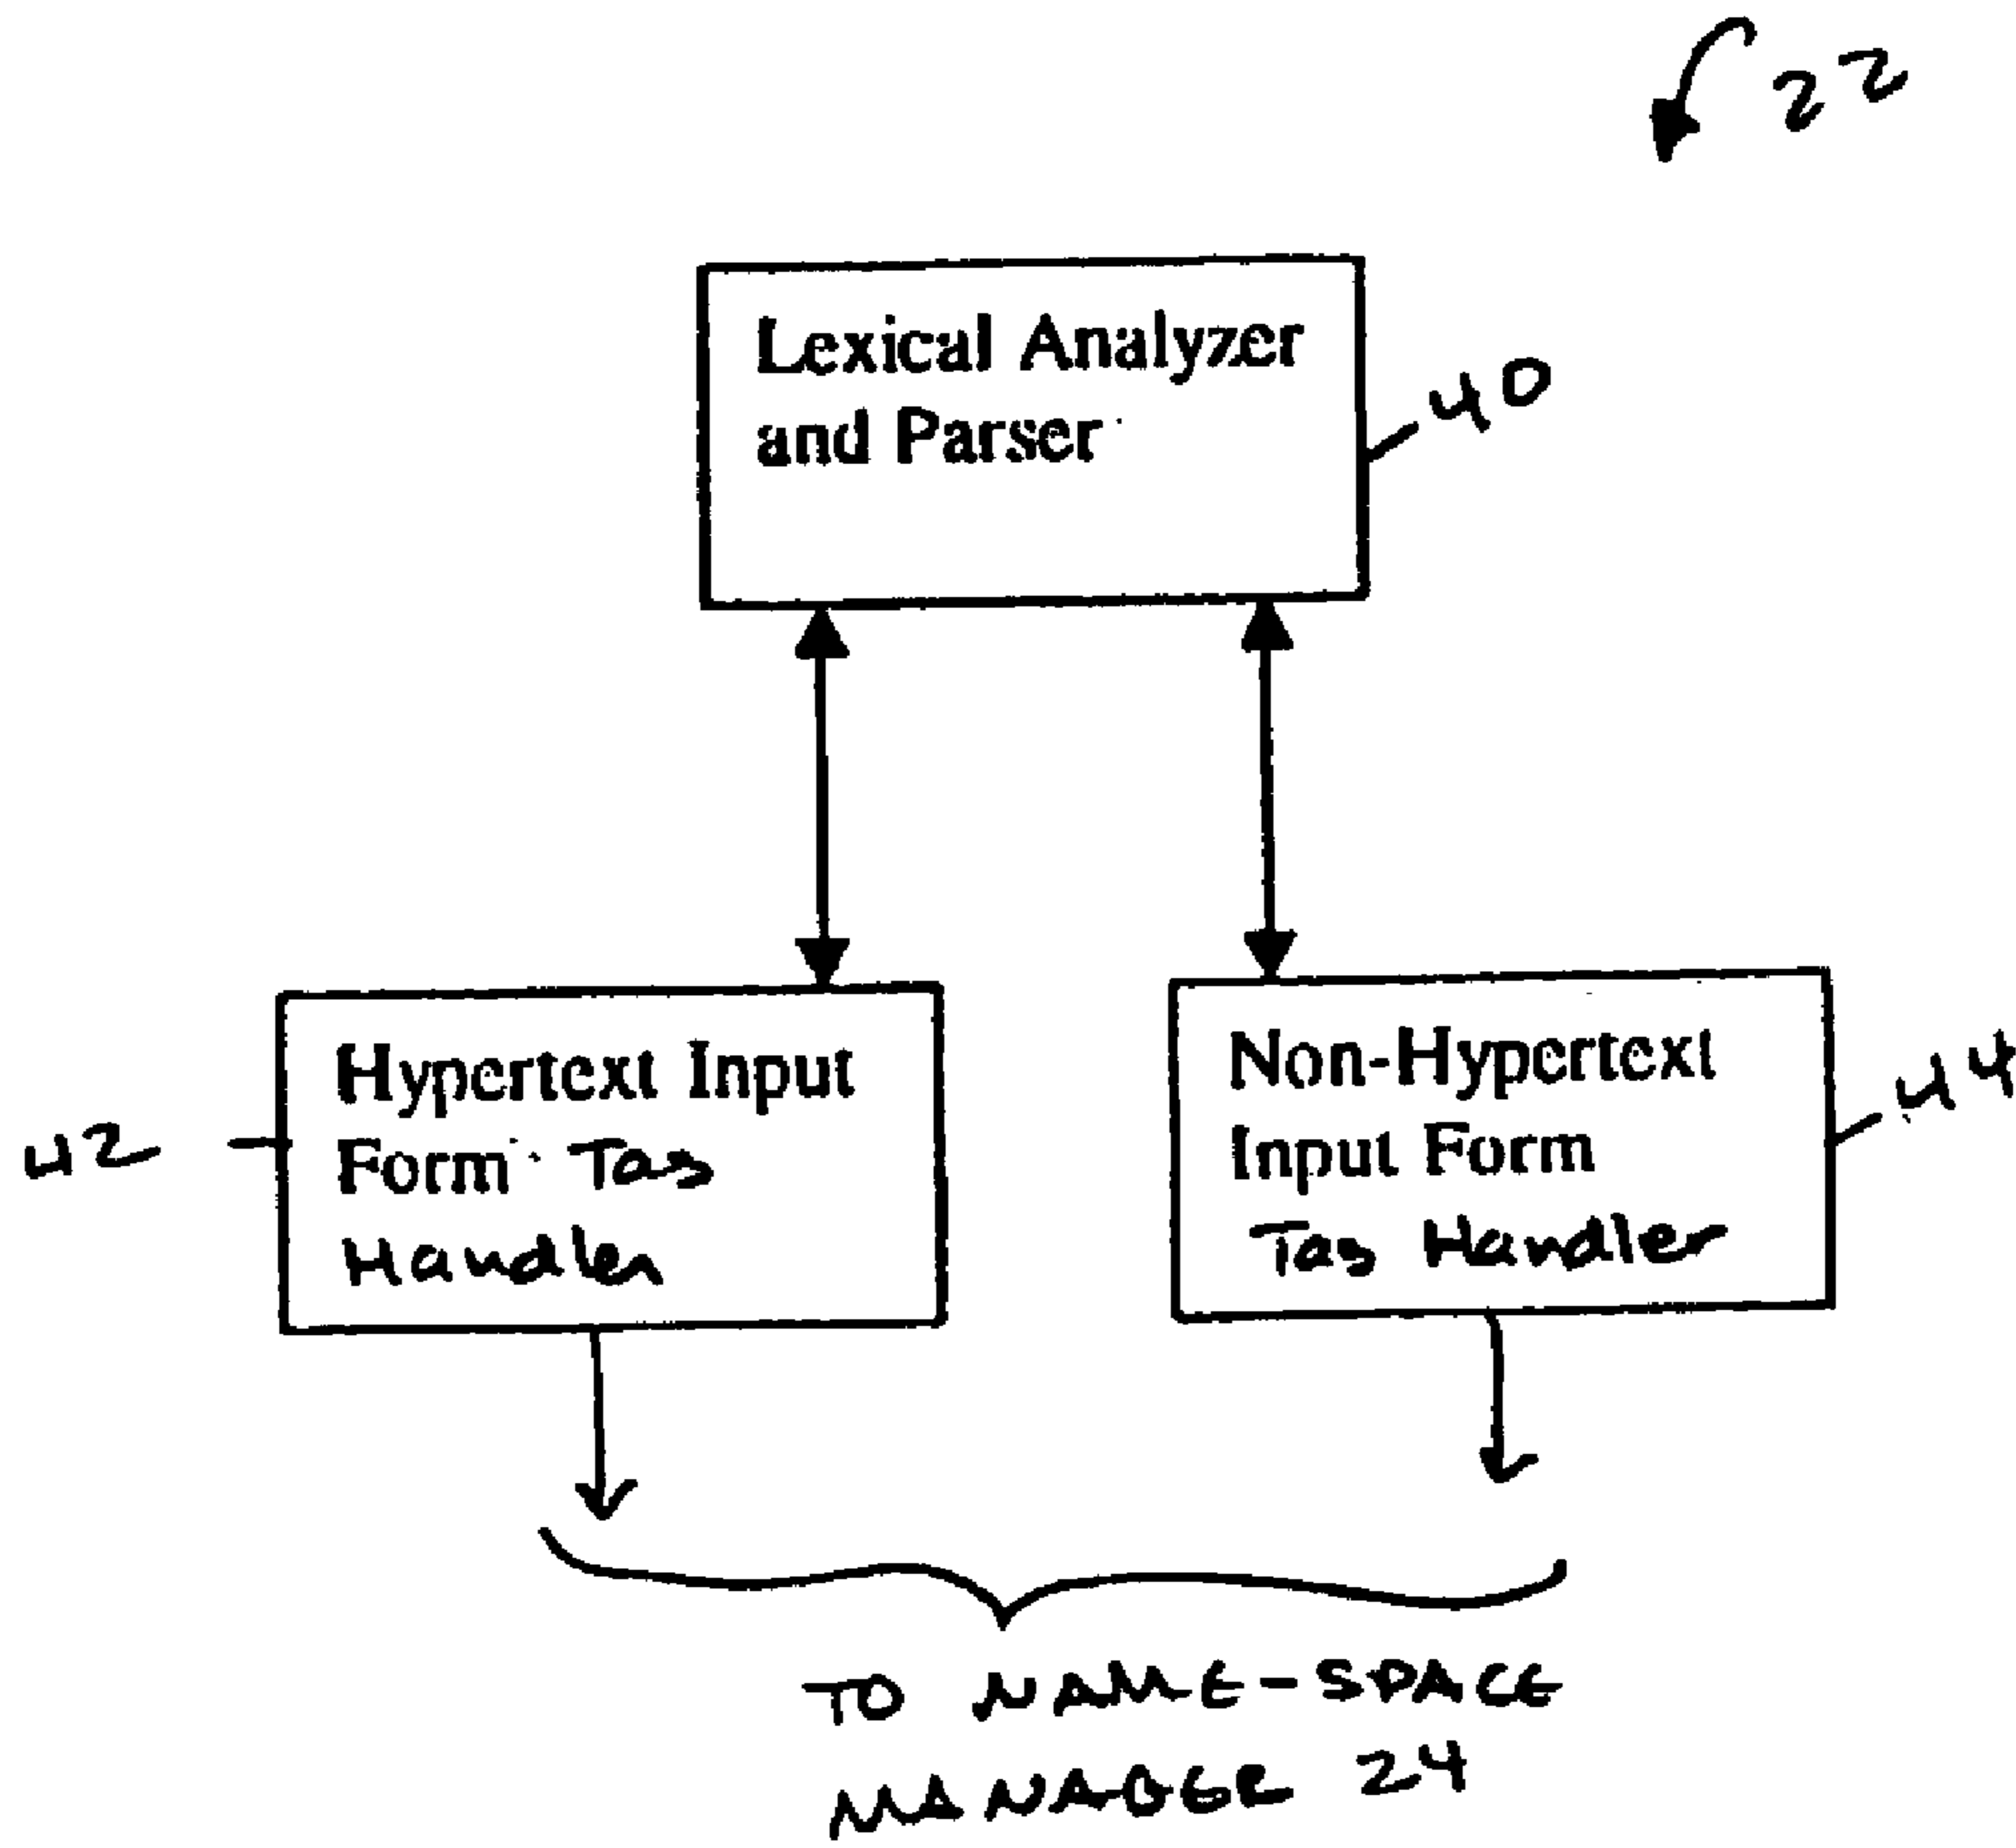 22
Lexical Analyzer
and Parser
40
Hypertext Input
Form Tag
Handler
42
Non-Hypertext
Input Form
Tag Handler
44
TO NAME-SPACE
MANAGER 24